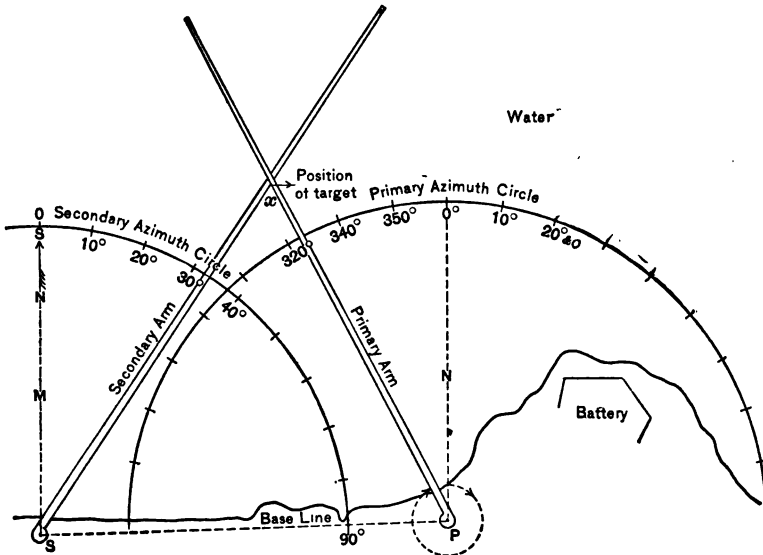 Water
Position
of target
x
Primary Azimuth Circle
Secondary Azimuth Circle
0
S
10°
20°
30°
40°
90°
320°
340°
350°
0°
10°
20°&0
N
M
Secondary Arm
Primary Arm
N
Battery
Base Line
S
P